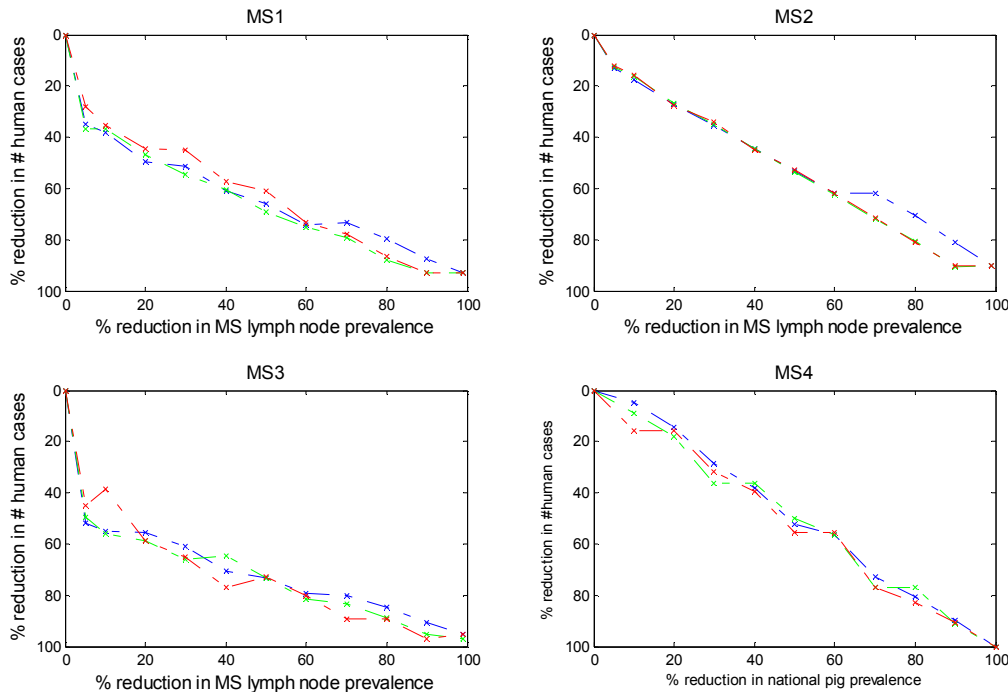 MS1
0
20
40
60
80
100
0 20 40 60 80 100
% reduction in # human cases
% reduction in MS lymph node prevalence
MS2
0
20
40
60
80
100
0 20 40 60 80 100
% reduction in # human cases
% reduction in MS lymph node prevalence
MS3
0
20
40
60
80
100
0 20 40 60 80 100
% reduction in # human cases
% reduction in MS lymph node prevalence
MS4
0
20
40
60
80
100
0 20 40 60 80 100
% reduction in #human cases
% reduction in national pig prevalence